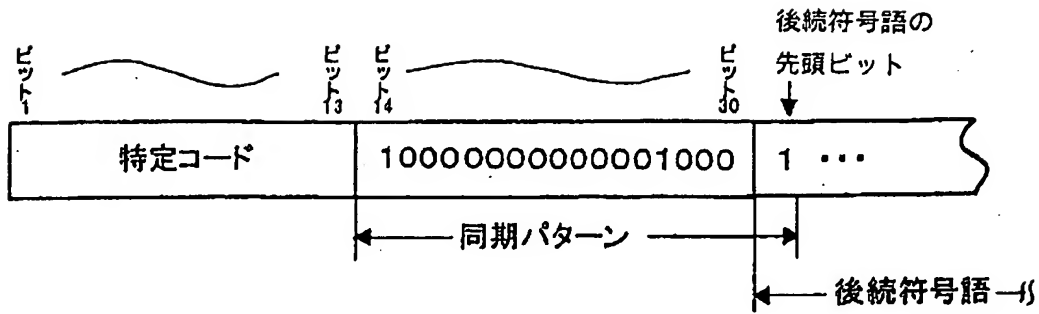 後続符号語の
先頭ビット
ビット1
ビット13
ビット14
ビット30
特定コード
10000000000001000
1 ・・・
同期パターン
後続符号語